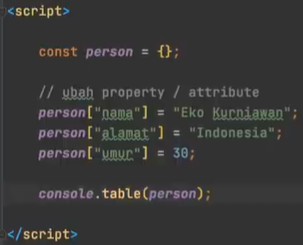 <script>
const person = {};
// ubah property / attribute
person["nama"] = "Eko Kurniawan";
person["alamat"] = "Indonesia";
person["umur"] = 30;
console.table(person);
</script>